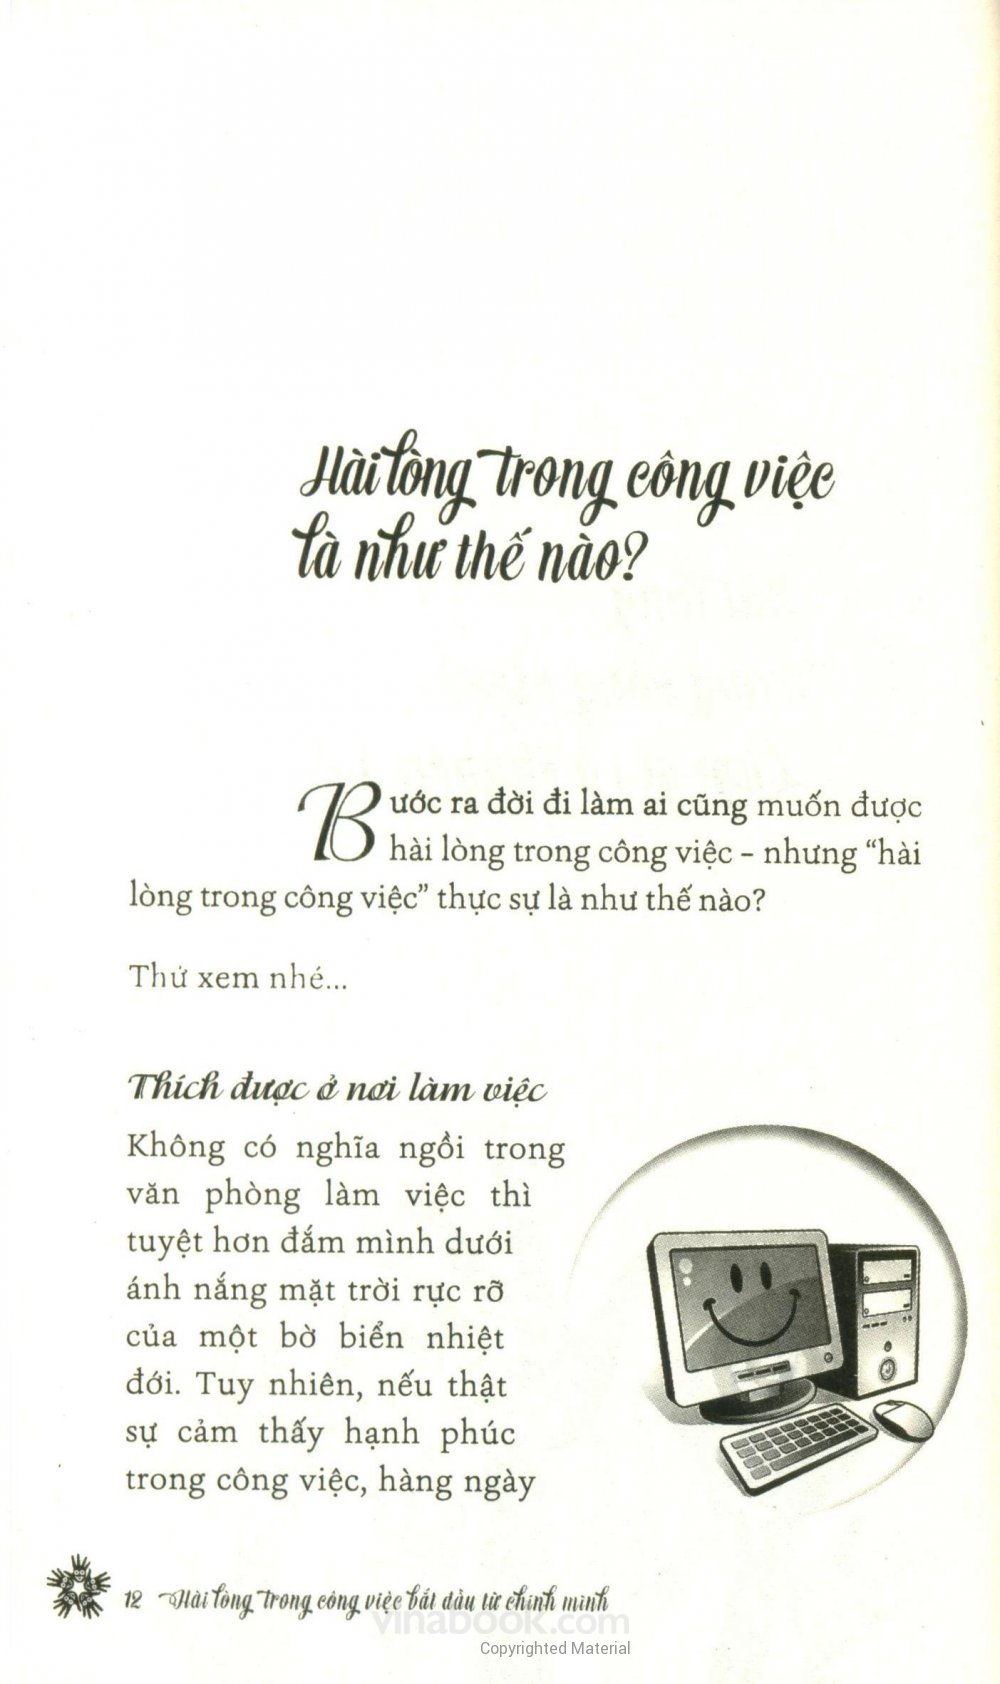 Hài lòng trong công việc
là như thế nào?
Bước ra đời đi làm ai cũng muốn được
hài lòng trong công việc – nhưng “hài
lòng trong công việc” thực sự là như thế nào?
Thử xem nhé...
Thích được ở nơi làm việc
Không có nghĩa ngồi trong
văn phòng làm việc thì
tuyệt hơn đắm mình dưới
ánh nắng mặt trời rực rỡ
của một bờ biển nhiệt
đới. Tuy nhiên, nếu thật
sự cảm thấy hạnh phúc
trong công việc, hàng ngày
12 Hài lòng trong công việc bắt đầu từ chính mình
vinabook.com
Copyrighted Material